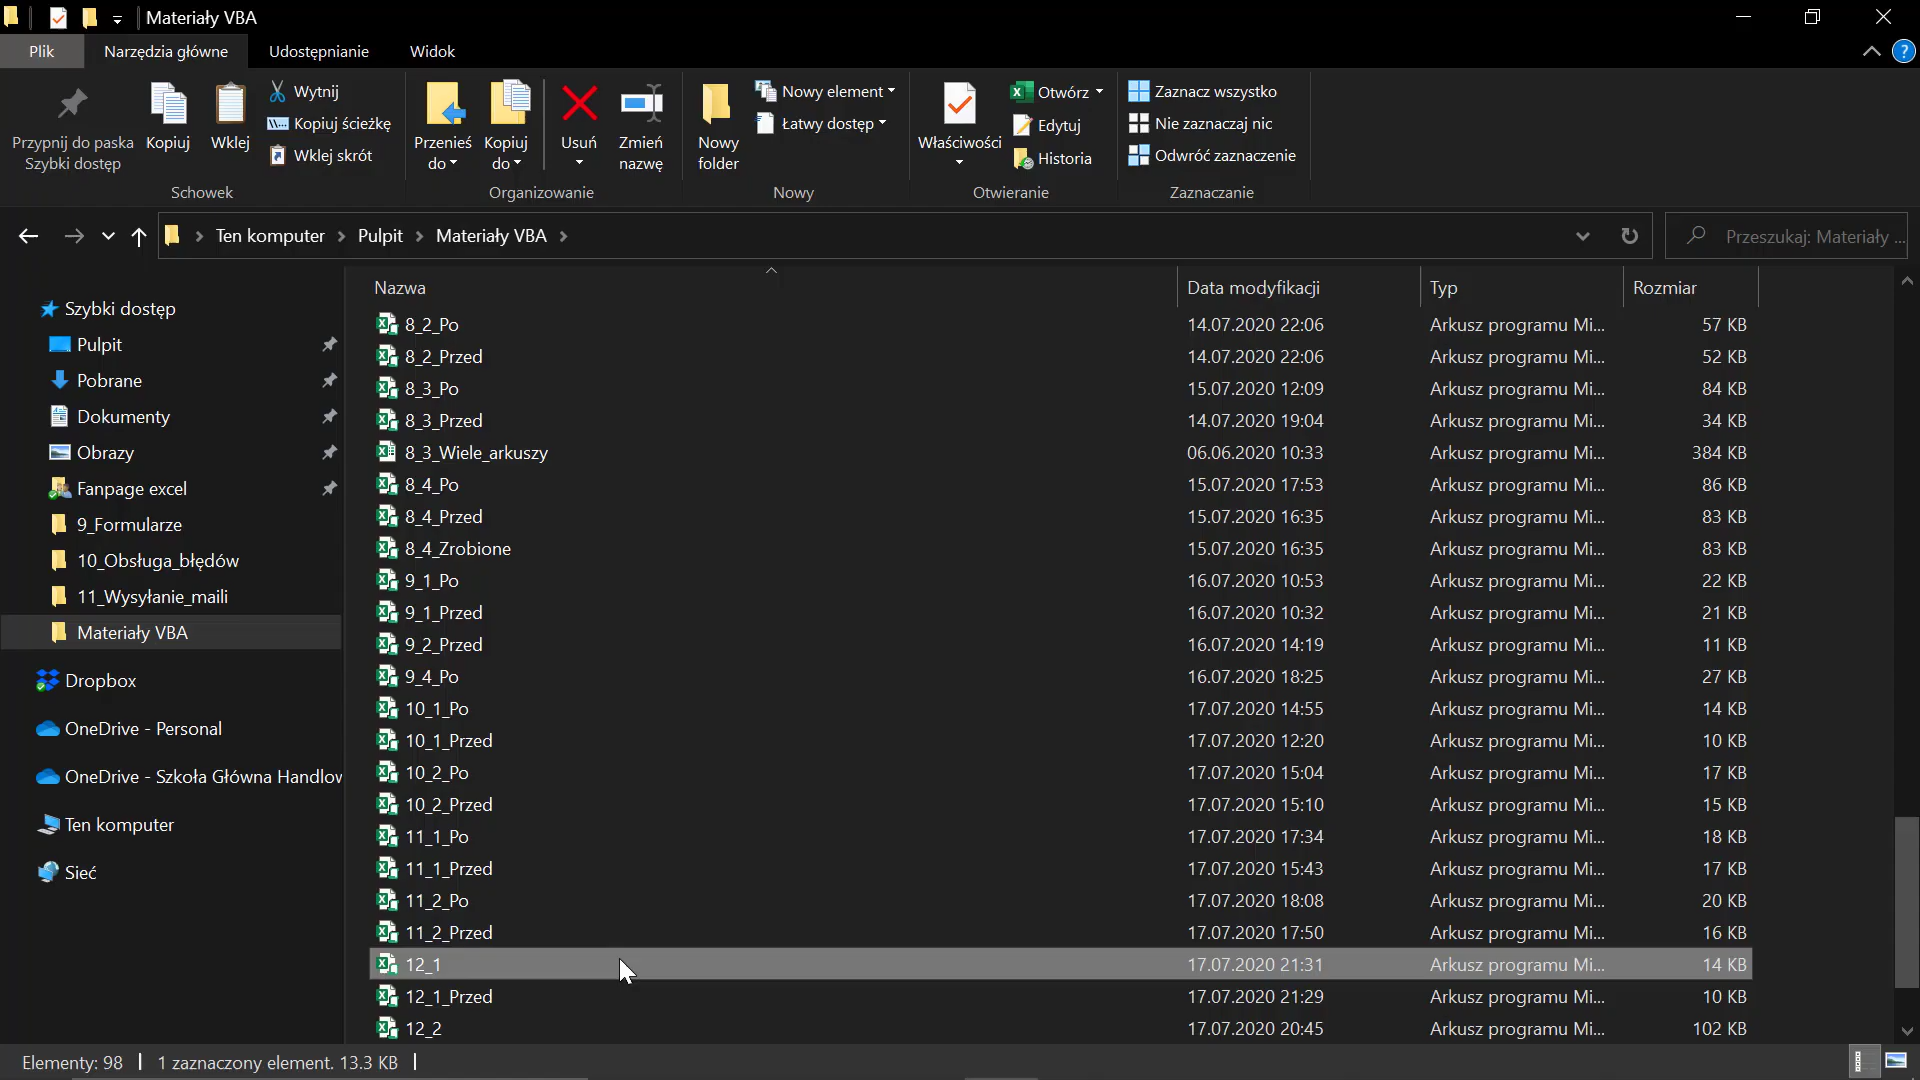 Materiały VBA
Plik
Narzędzia główne
Udostępnianie
Widok
?
Przypnij do paska
Szybki dostęp
Kopiuj
Wklej
Wytnij
Kopiuj ścieżkę
Wklej skrót
Schowek
Przenieś
do
Kopiuj
do
Usuń
Zmień
nazwę
Organizowanie
Nowy
folder
Nowy element
Łatwy dostęp
Nowy
Właściwości
Otwórz
Edytuj
Historia
Otwieranie
Zaznacz wszystko
Nie zaznaczaj nic
Odwróć zaznaczenie
Zaznaczanie
Ten komputer > Pulpit > Materiały VBA >
Przeszukaj: Materiały ...
Szybki dostęp
Pulpit
Pobrane
Dokumenty
Obrazy
Fanpage excel
9_Formularze
10_Obsługa_błędów
11_Wysyłanie_maili
Materiały VBA
Dropbox
OneDrive - Personal
OneDrive - Szkoła Główna Handlow
Ten komputer
Sieć
Nazwa Data modyfikacji Typ Rozmiar
8_2_Po 14.07.2020 22:06 Arkusz programu Mi... 57 KB
8_2_Przed 14.07.2020 22:06 Arkusz programu Mi... 52 KB
8_3_Po 15.07.2020 12:09 Arkusz programu Mi... 84 KB
8_3_Przed 14.07.2020 19:04 Arkusz programu Mi... 34 KB
8_3_Wiele_arkuszy 06.06.2020 10:33 Arkusz programu Mi... 384 KB
8_4_Po 15.07.2020 17:53 Arkusz programu Mi... 86 KB
8_4_Przed 15.07.2020 16:35 Arkusz programu Mi... 83 KB
8_4_Zrobione 15.07.2020 16:35 Arkusz programu Mi... 83 KB
9_1_Po 16.07.2020 10:53 Arkusz programu Mi... 22 KB
9_1_Przed 16.07.2020 10:32 Arkusz programu Mi... 21 KB
9_2_Przed 16.07.2020 14:19 Arkusz programu Mi... 11 KB
9_4_Po 16.07.2020 18:25 Arkusz programu Mi... 27 KB
10_1_Po 17.07.2020 14:55 Arkusz programu Mi... 14 KB
10_1_Przed 17.07.2020 12:20 Arkusz programu Mi... 10 KB
10_2_Po 17.07.2020 15:04 Arkusz programu Mi... 17 KB
10_2_Przed 17.07.2020 15:10 Arkusz programu Mi... 15 KB
11_1_Po 17.07.2020 17:34 Arkusz programu Mi... 18 KB
11_1_Przed 17.07.2020 15:43 Arkusz programu Mi... 17 KB
11_2_Po 17.07.2020 18:08 Arkusz programu Mi... 20 KB
11_2_Przed 17.07.2020 17:50 Arkusz programu Mi... 16 KB
12_1 17.07.2020 21:31 Arkusz programu Mi... 14 KB
12_1_Przed 17.07.2020 21:29 Arkusz programu Mi... 10 KB
12_2 17.07.2020 20:45 Arkusz programu Mi... 102 KB
Elementy: 98 | 1 zaznaczony element. 13.3 KB |